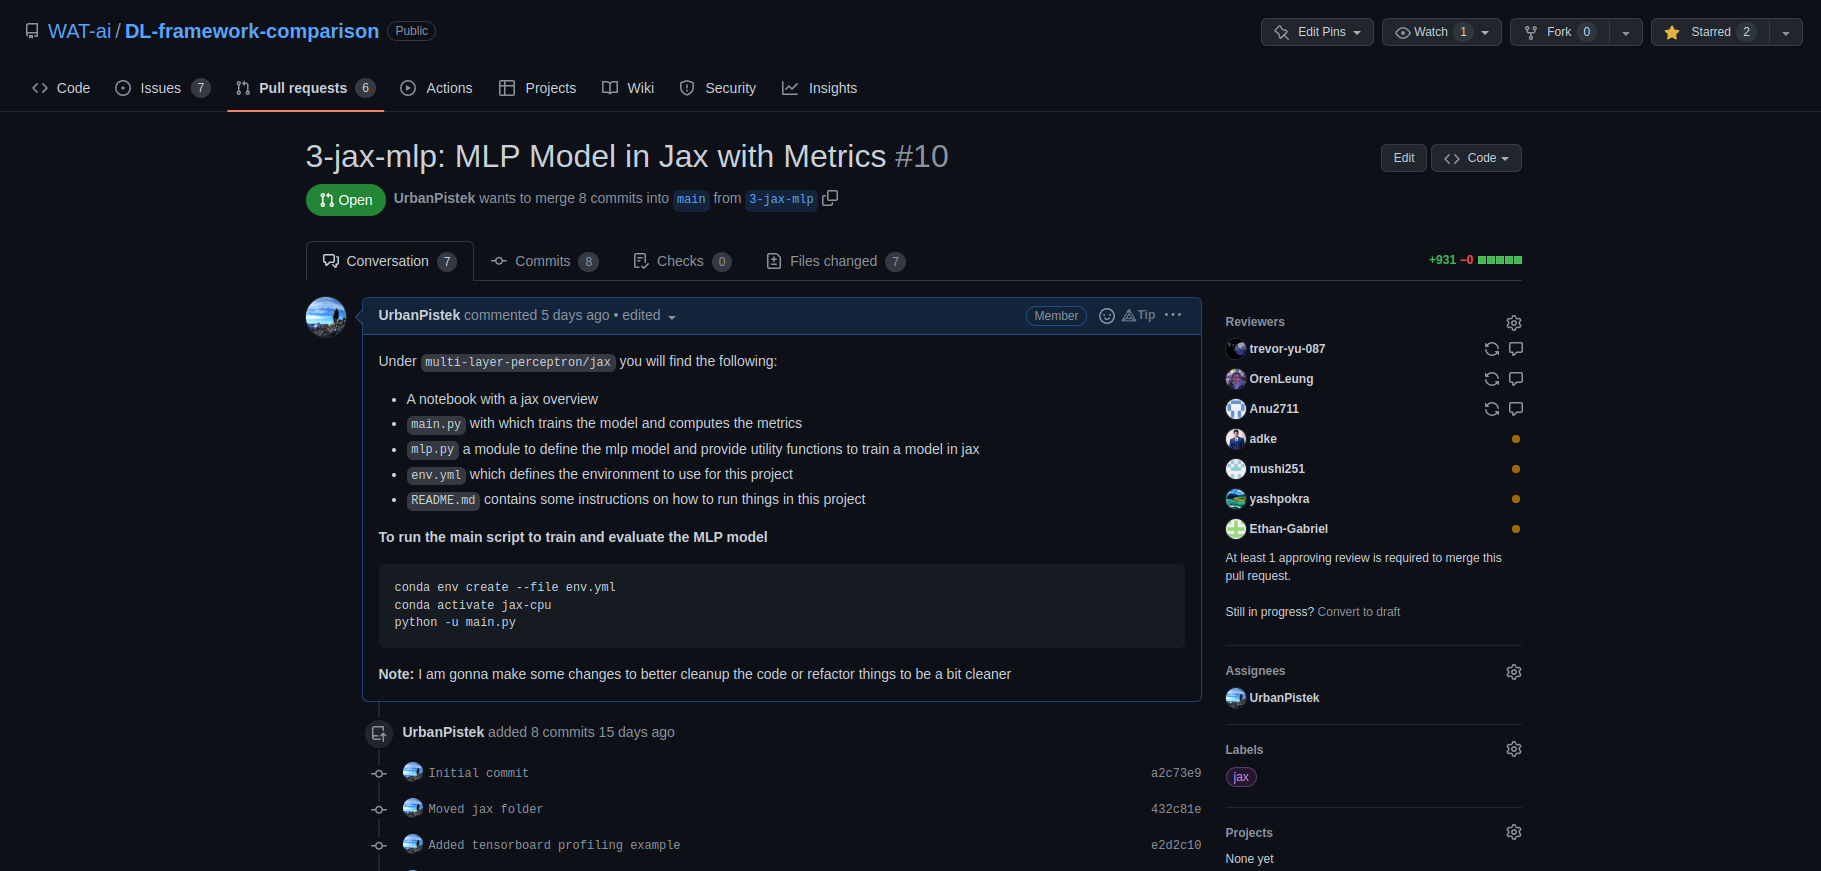 WAT-ai / DL-framework-comparison Public
Edit Pins Watch 1 Fork 0 Starred 2
Code Issues 7 Pull requests 6 Actions Projects Wiki Security Insights
3-jax-mlp: MLP Model in Jax with Metrics #10
Edit Code
Open UrbanPistek wants to merge 8 commits into main from 3-jax-mlp
Conversation 7 Commits 8 Checks 0 Files changed 7
+931 −0
UrbanPistek commented 5 days ago • edited
Member Tip
Under multi-layer-perceptron/jax you will find the following:
• A notebook with a jax overview
• main.py with which trains the model and computes the metrics
• mlp.py a module to define the mlp model and provide utility functions to train a model in jax
• env.yml which defines the environment to use for this project
• README.md contains some instructions on how to run things in this project
To run the main script to train and evaluate the MLP model
conda env create --file env.yml
conda activate jax-cpu
python -u main.py
Note: I am gonna make some changes to better cleanup the code or refactor things to be a bit cleaner
UrbanPistek added 8 commits 15 days ago
Initial commit a2c73e9
Moved jax folder 432c81e
Added tensorboard profiling example e2d2c10
Reviewers
trevor-yu-087
OrenLeung
Anu2711
adke
mushi251
yashpokra
Ethan-Gabriel
At least 1 approving review is required to merge this
pull request.
Still in progress? Convert to draft
Assignees
UrbanPistek
Labels
jax
Projects
None yet